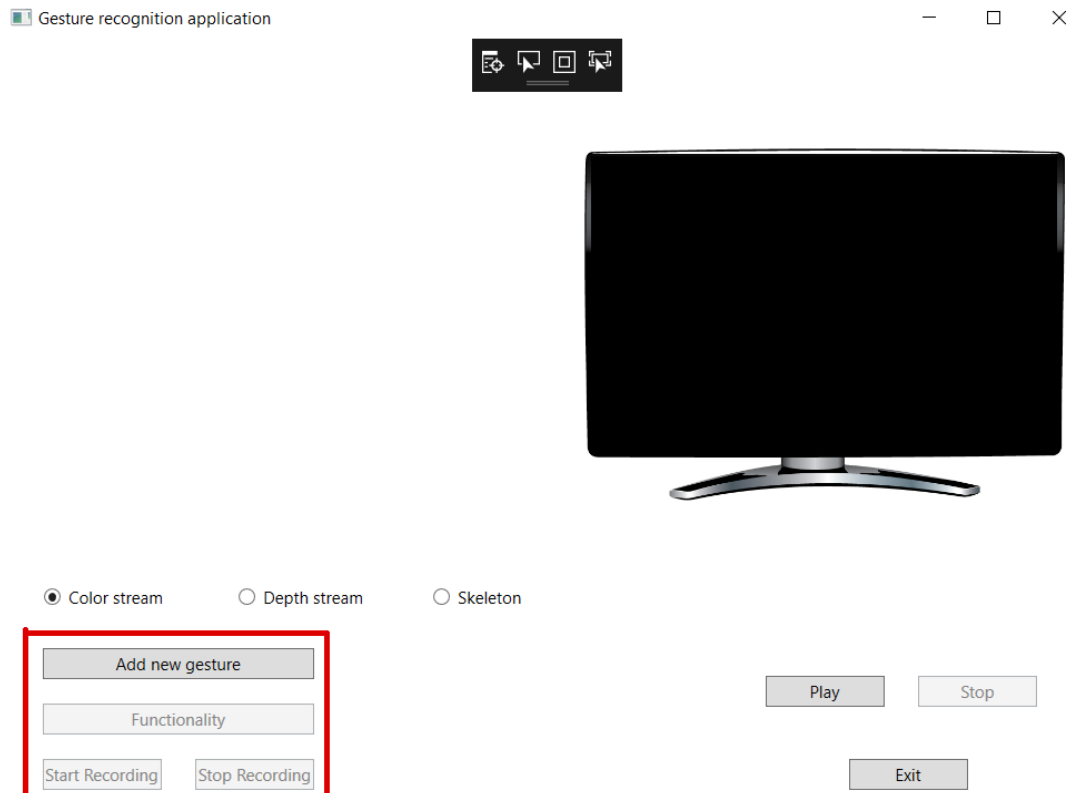 Gesture recognition application
Color stream
Depth stream
Skeleton
Add new gesture
Functionality
Start Recording
Stop Recording
Play
Stop
Exit